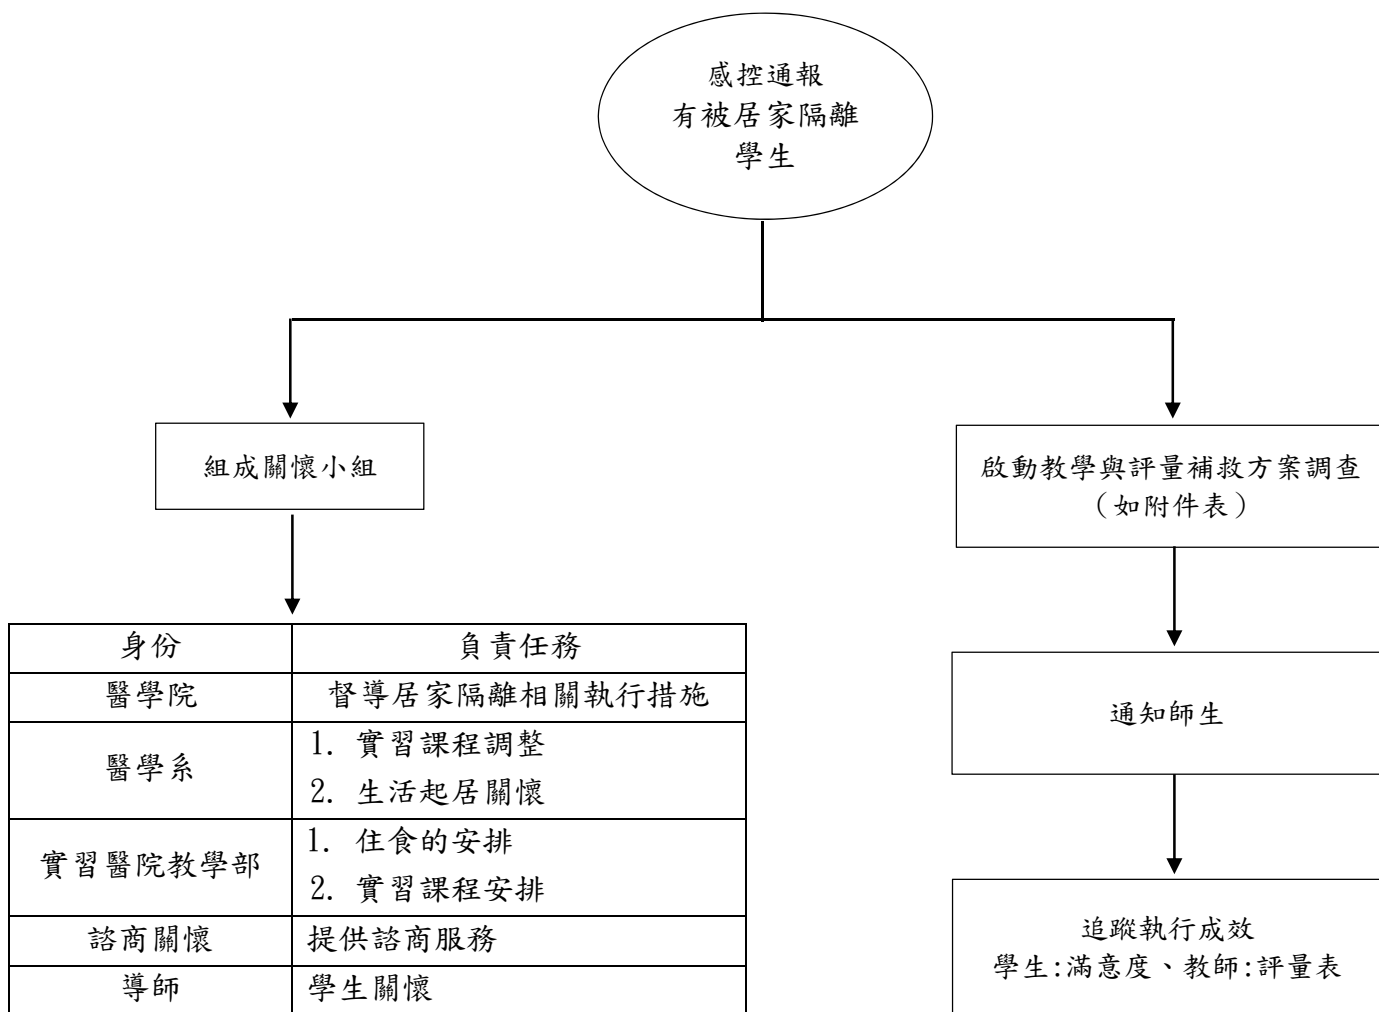 感控通報
有被居家隔離
學生
組成關懷小組
啟動教學與評量補救方案調查
（如附件表）
身份 負責任務
醫學院 督導居家隔離相關執行措施
醫學系
1. 實習課程調整
2. 生活起居關懷
實習醫院教學部
1. 住食的安排
2. 實習課程安排
諮商關懷 提供諮商服務
導師 學生關懷
通知師生
追蹤執行成效
學生:滿意度、教師:評量表